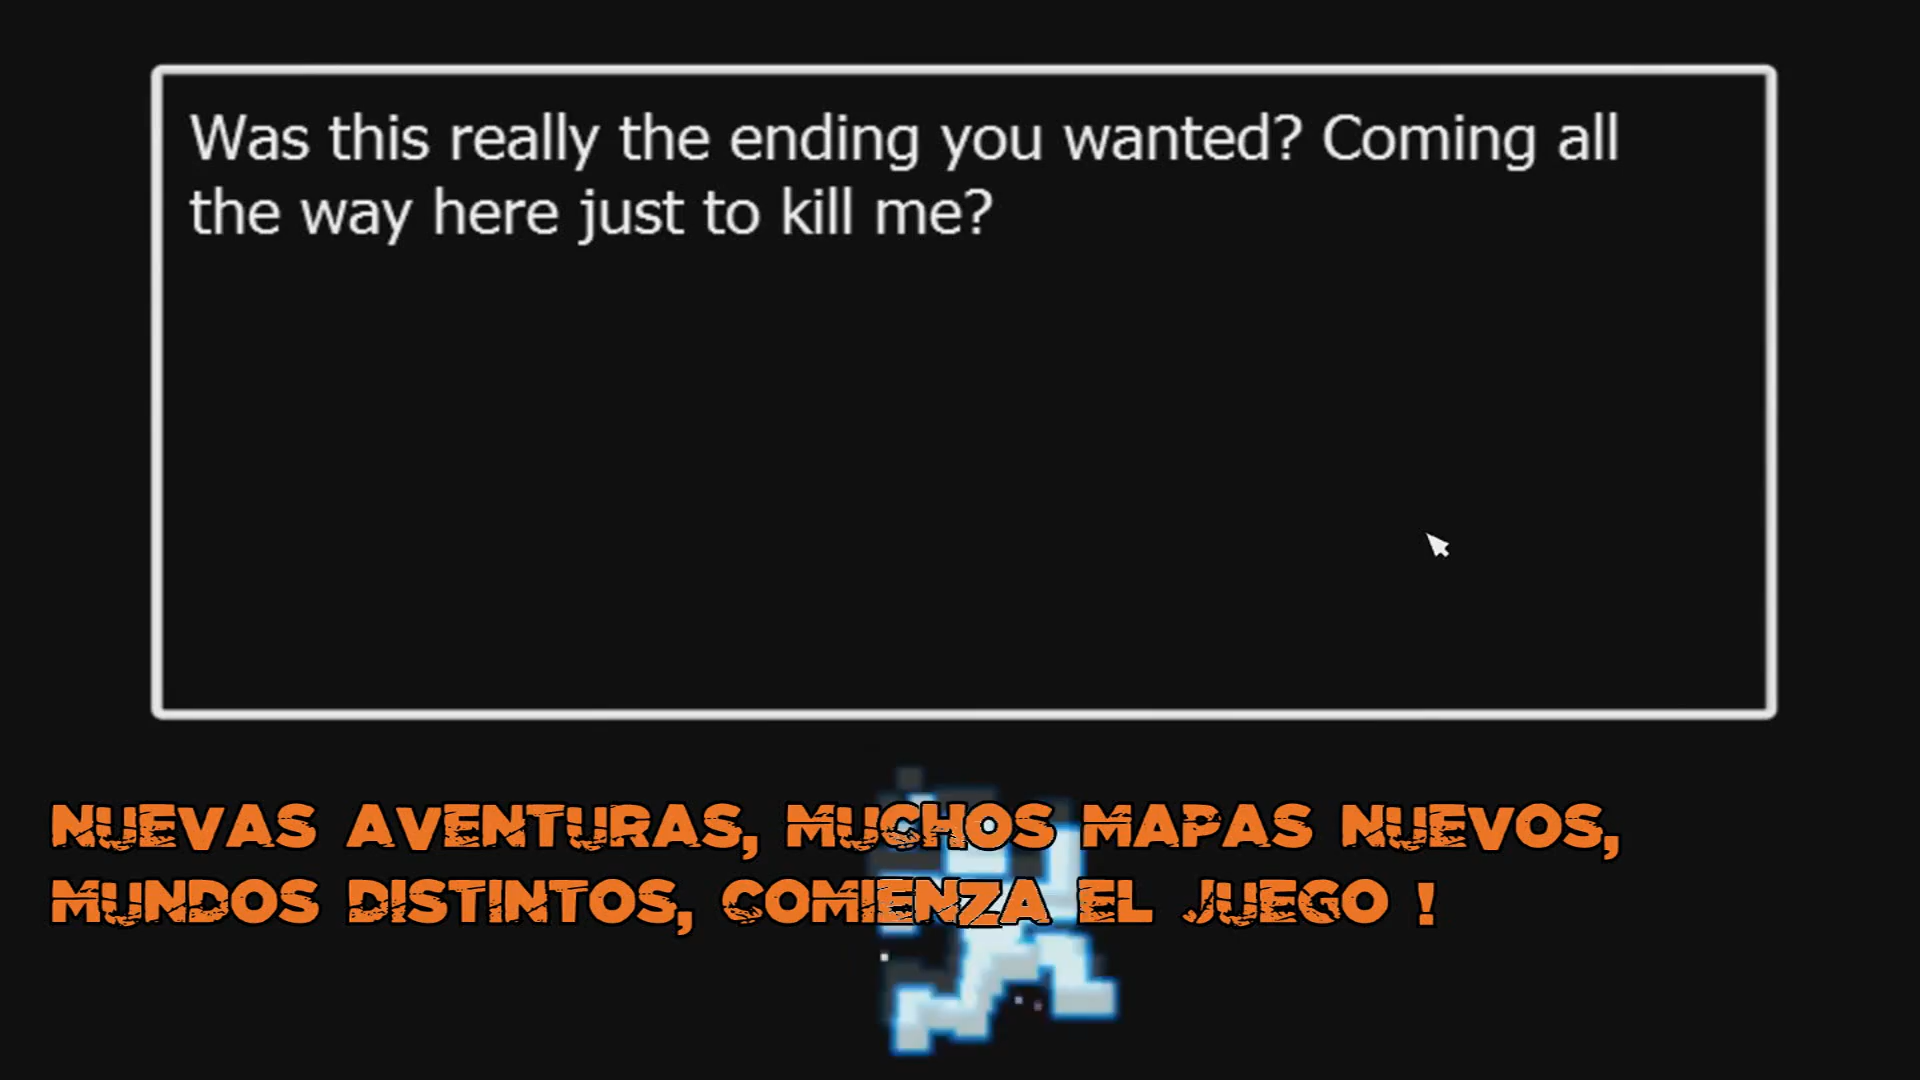 Was this really the ending you wanted? Coming all
the way here just to kill me?
NUEVAS AVENTURAS, MUCHOS MAPAS NUEVOS,
MUNDOS DISTINTOS, COMIENZA EL JUEGO !